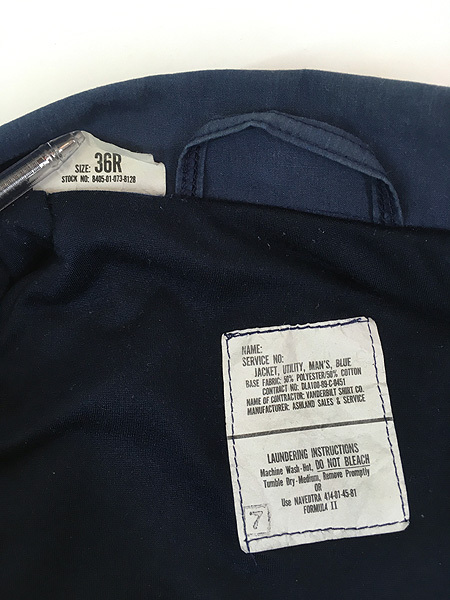 SIZE: 36R
STOCK NO: 8405-01-073-8128
NAME:
SERVICE NO:
JACKET, UTILITY, MAN'S, BLUE
BASE FABRIC: 50% POLYESTER/50% COTTON
CONTRACT NO: DLA100-89-C-0451
NAME OF CONTRACTOR: VANDERBILT SHIRT CO.
MANUFACTURER: ASHLAND SALES & SERVICE
LAUNDERING INSTRUCTIONS
Machine Wash-Hot, DO NOT BLEACH
Tumble Dry-Medium, Remove Promptly
OR
Use NAVEDTRA 414-01-45-81
FORMULA II
7